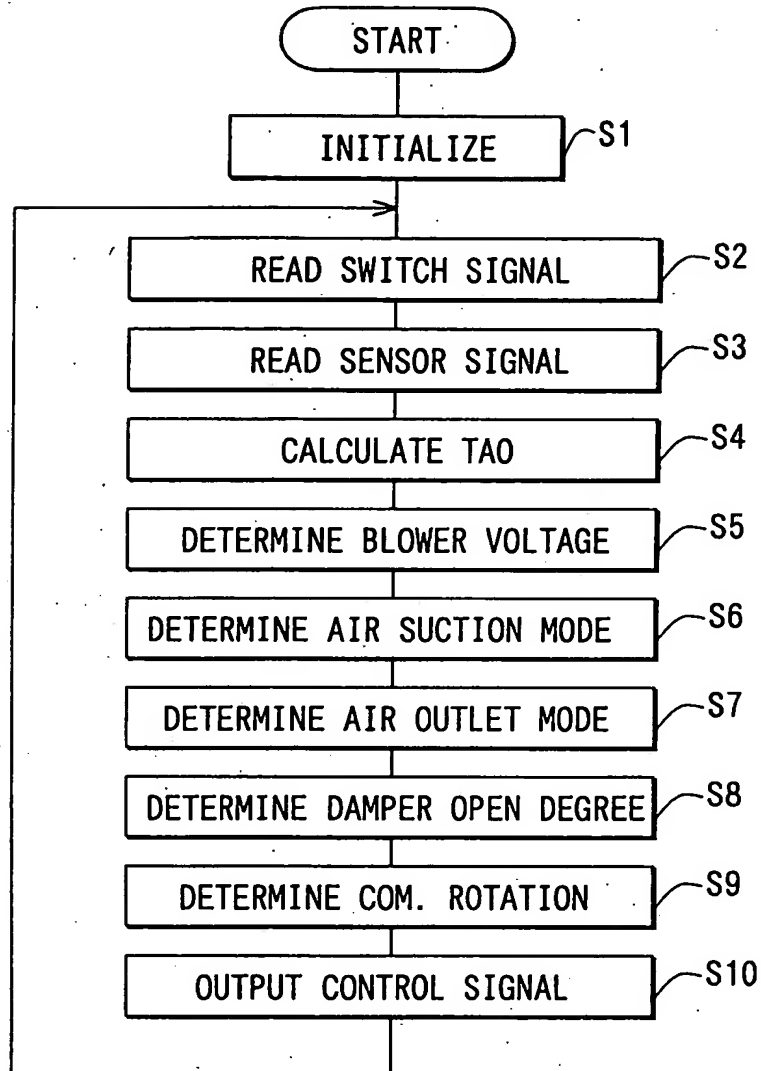 START
INITIALIZE S1
READ SWITCH SIGNAL S2
READ SENSOR SIGNAL S3
CALCULATE TAO S4
DETERMINE BLOWER VOLTAGE S5
DETERMINE AIR SUCTION MODE S6
DETERMINE AIR OUTLET MODE S7
DETERMINE DAMPER OPEN DEGREE S8
DETERMINE COM. ROTATION S9
OUTPUT CONTROL SIGNAL S10